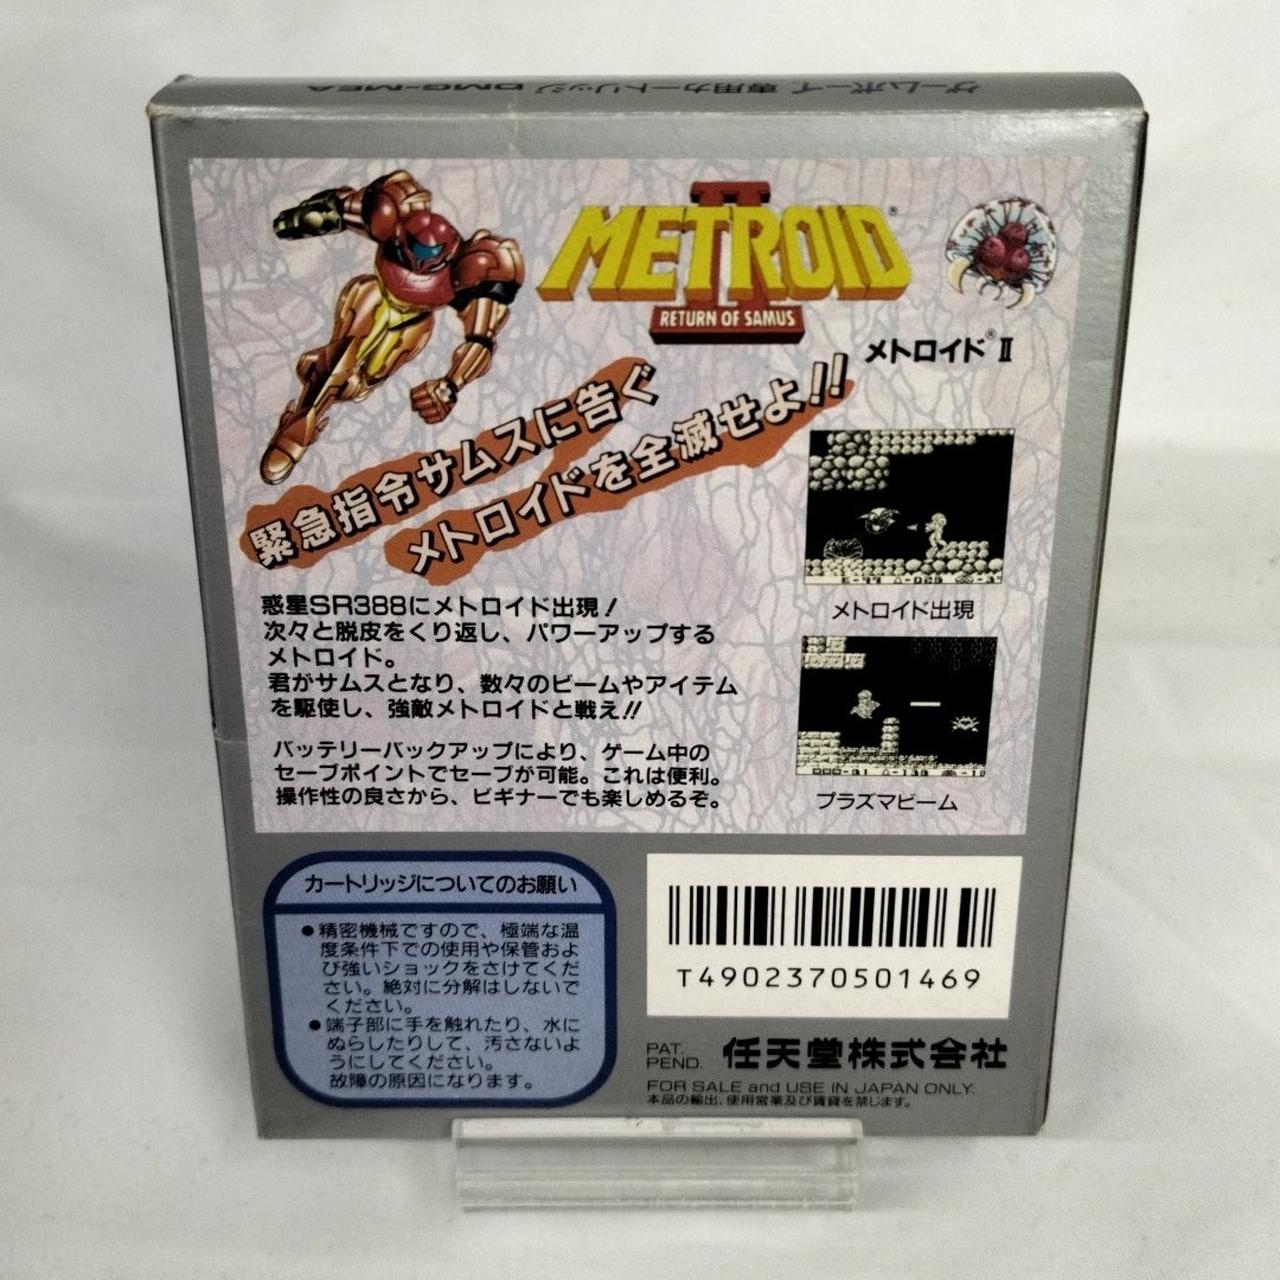 ゲームボーイ専用カートリッジ DMG-MEA
METROID® II
RETURN OF SAMUS
メトロイド® II
緊急指令サムスに告ぐ
メトロイドを全滅せよ!!
惑星SR388にメトロイド出現!
次々と脱皮をくり返し、パワーアップする
メトロイド。
君がサムスとなり、数々のビームやアイテム
を駆使し、強敵メトロイドと戦え!!
バッテリーバックアップにより、ゲーム中の
セーブポイントでセーブが可能。これは便利。
操作性の良さから、ビギナーでも楽しめるぞ。
メトロイド出現
プラズマビーム
カートリッジについてのお願い
●精密機械ですので、極端な温
度条件下での使用や保管およ
び強いショックをさけてくだ
さい。絶対に分解はしないで
ください。
●端子部に手を触れたり、水に
ぬらしたりして、汚さないよ
うにしてください。
故障の原因になります。
T4902370501469
PAT.
PEND. 任天堂株式会社
FOR SALE and USE IN JAPAN ONLY.
本品の輸出、使用営業及び賃貸を禁じます。